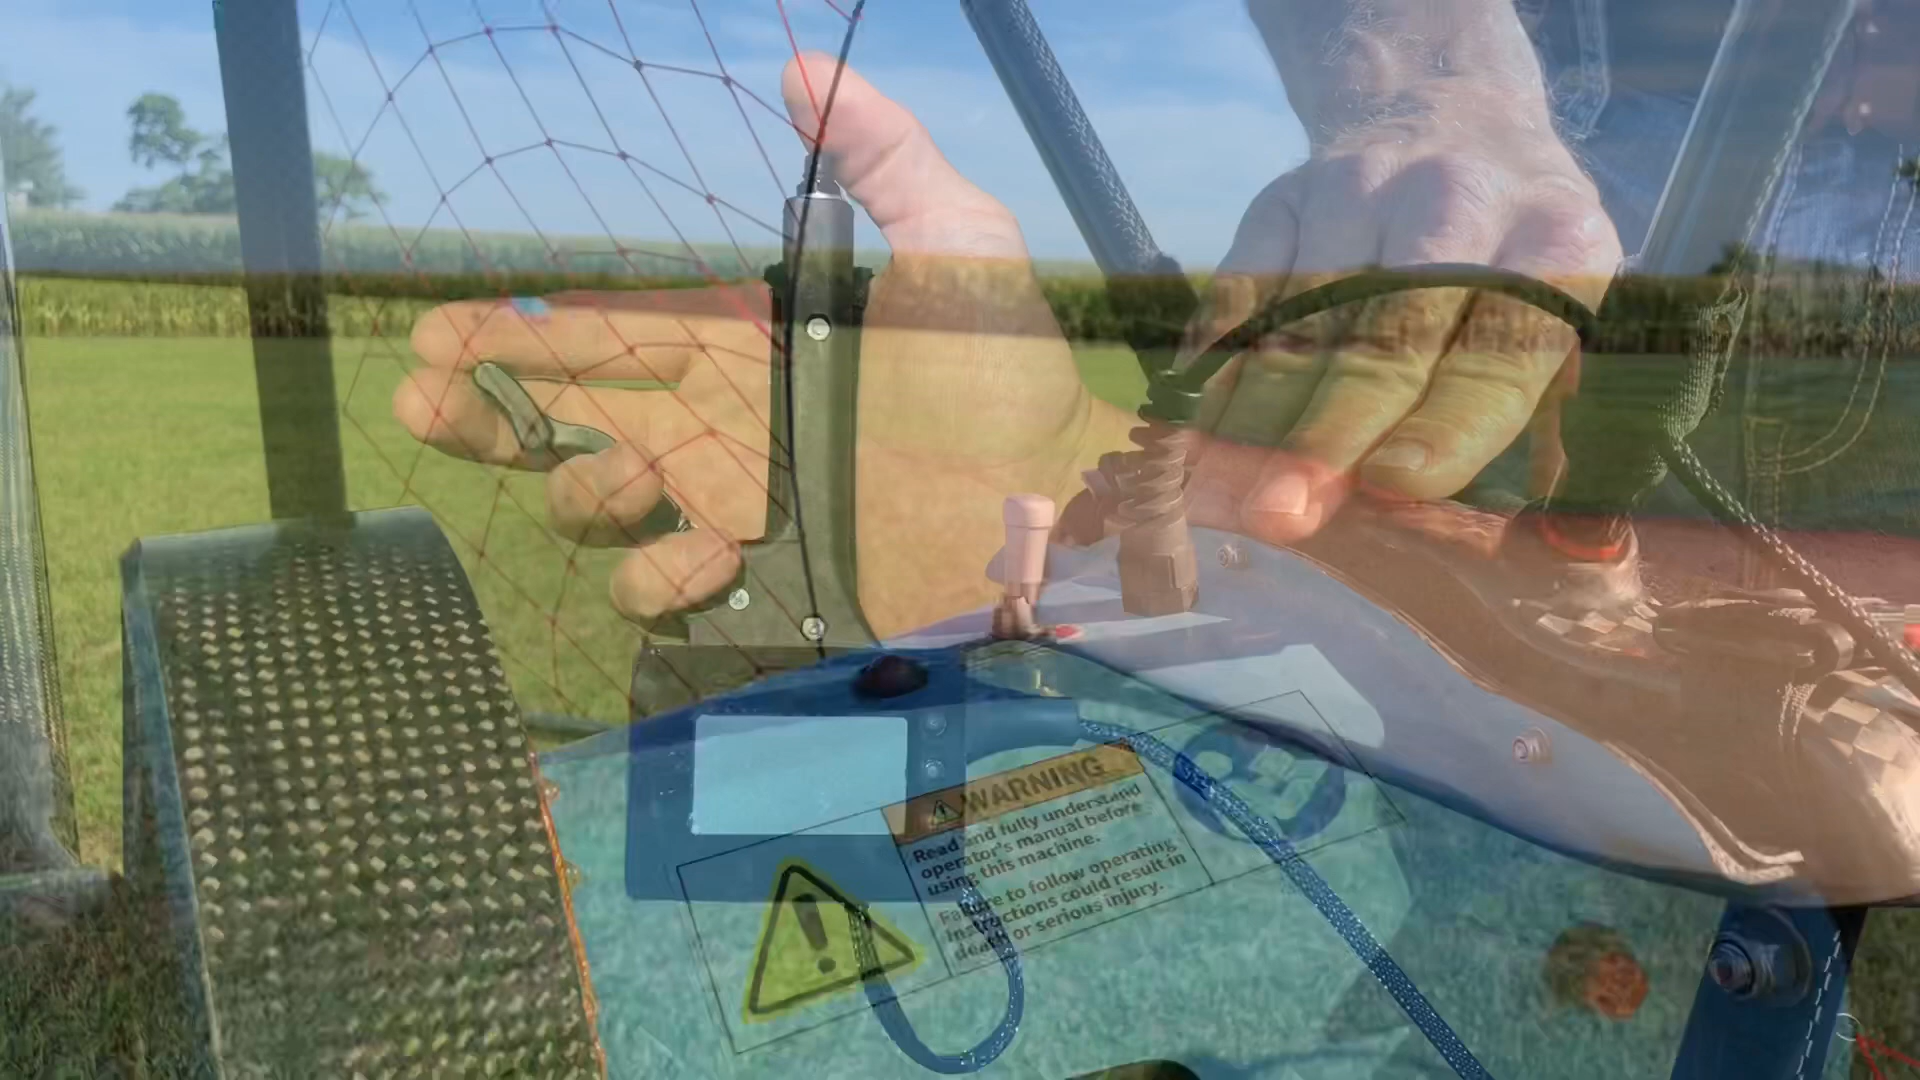 WARNING
Read and fully understand
operator's manual before
using this machine.
Failure to follow operating
instructions could result in
death or serious injury.